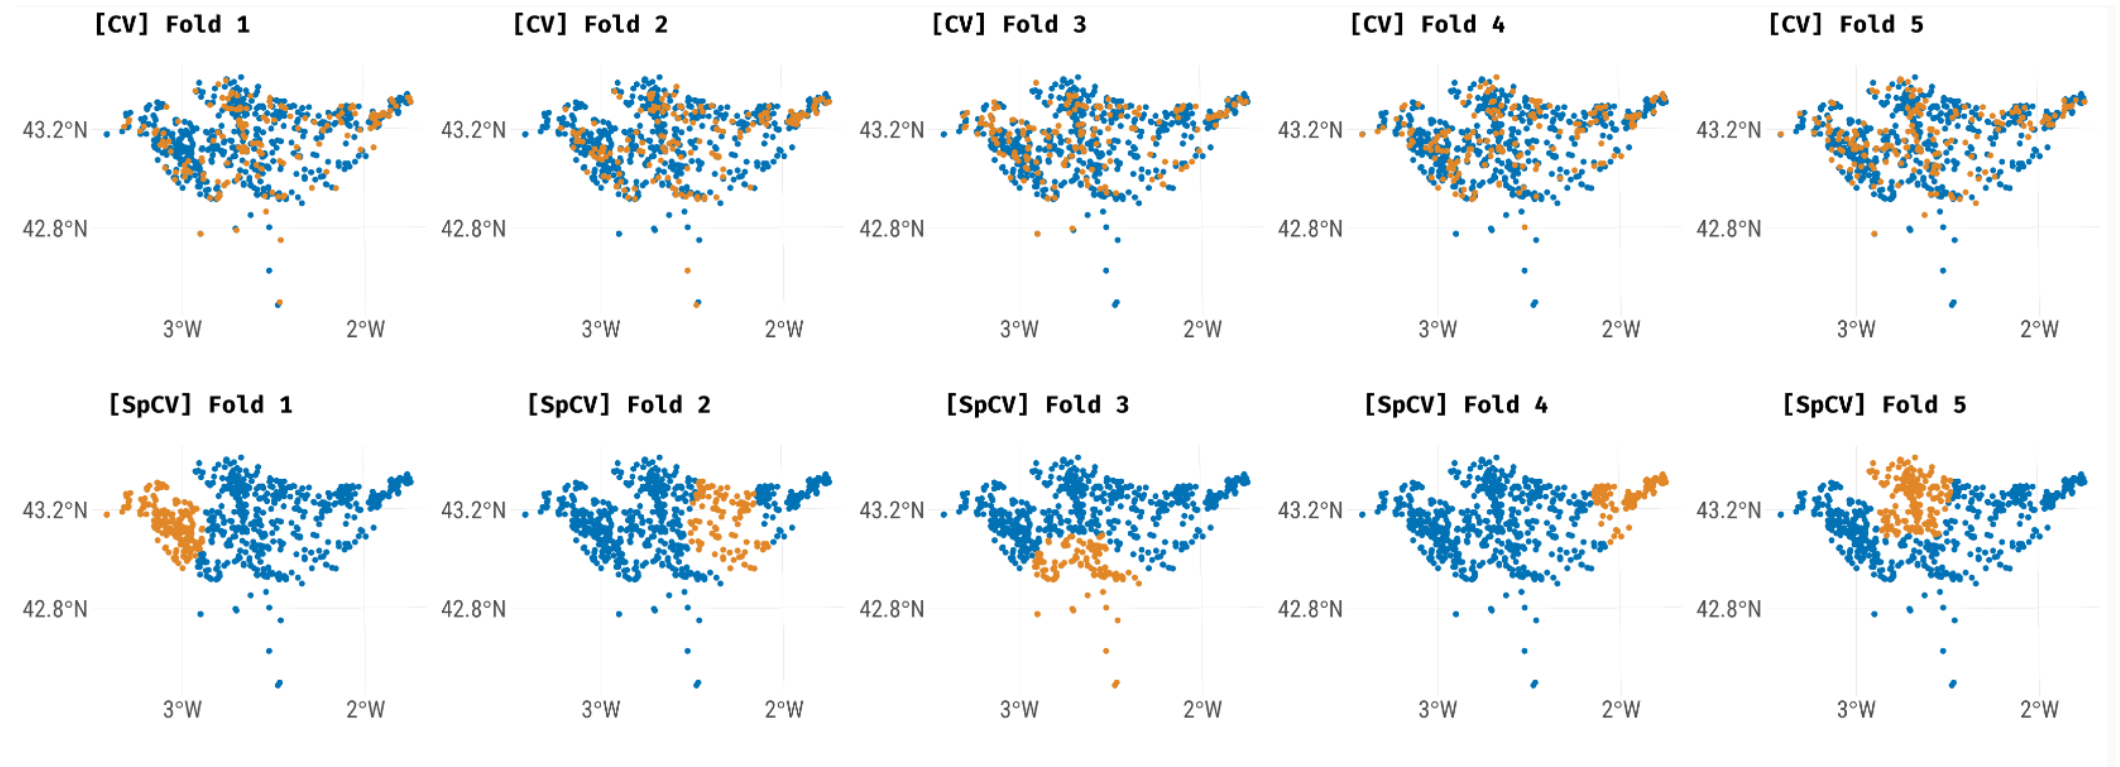 [CV] Fold 1 [CV] Fold 2 [CV] Fold 3 [CV] Fold 4 [CV] Fold 5
43.2°N 43.2°N 43.2°N 43.2°N 43.2°N
42.8°N 42.8°N 42.8°N 42.8°N 42.8°N
3°W 2°W 3°W 2°W 3°W 2°W 3°W 2°W 3°W 2°W
[SpCV] Fold 1 [SpCV] Fold 2 [SpCV] Fold 3 [SpCV] Fold 4 [SpCV] Fold 5
43.2°N 43.2°N 43.2°N 43.2°N 43.2°N
42.8°N 42.8°N 42.8°N 42.8°N 42.8°N
3°W 2°W 3°W 2°W 3°W 2°W 3°W 2°W 3°W 2°W